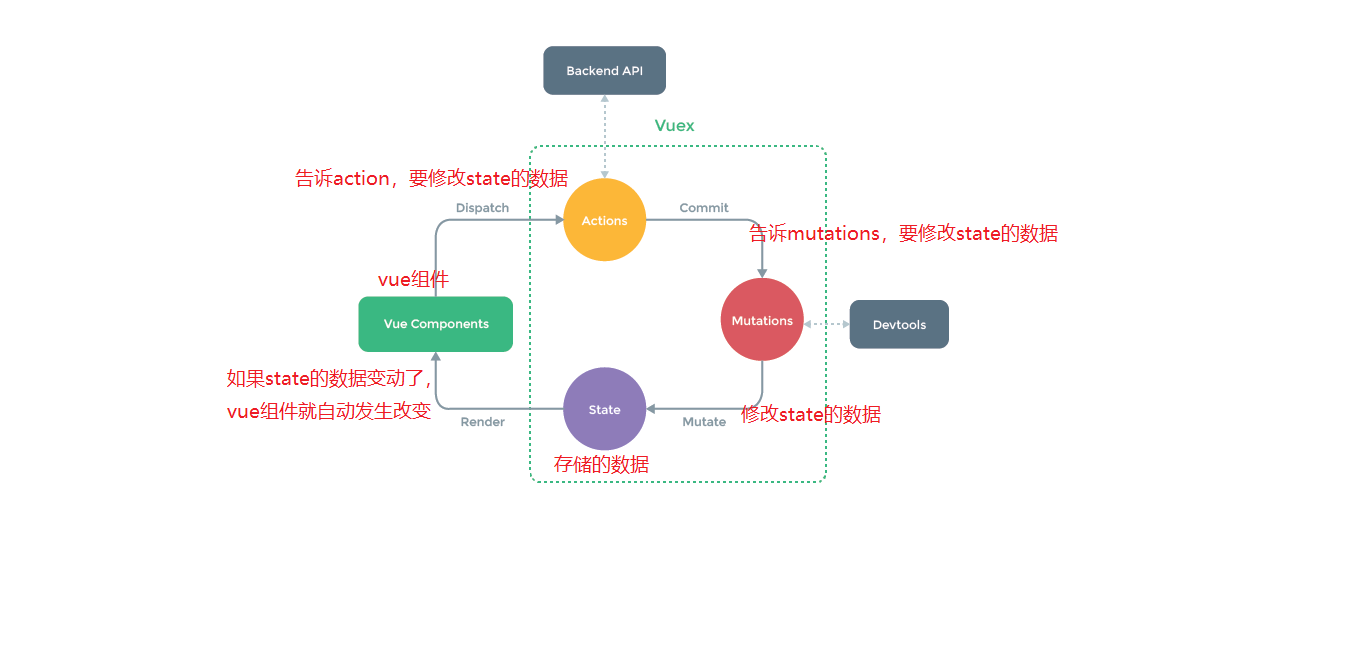 Backend API
Vuex
告诉action，要修改state的数据
Dispatch
Actions
Commit
告诉mutations，要修改state的数据
vue组件
Vue Components
Mutations
Devtools
如果state的数据变动了，
vue组件就自动发生改变
Render
State
Mutate
修改state的数据
存储的数据